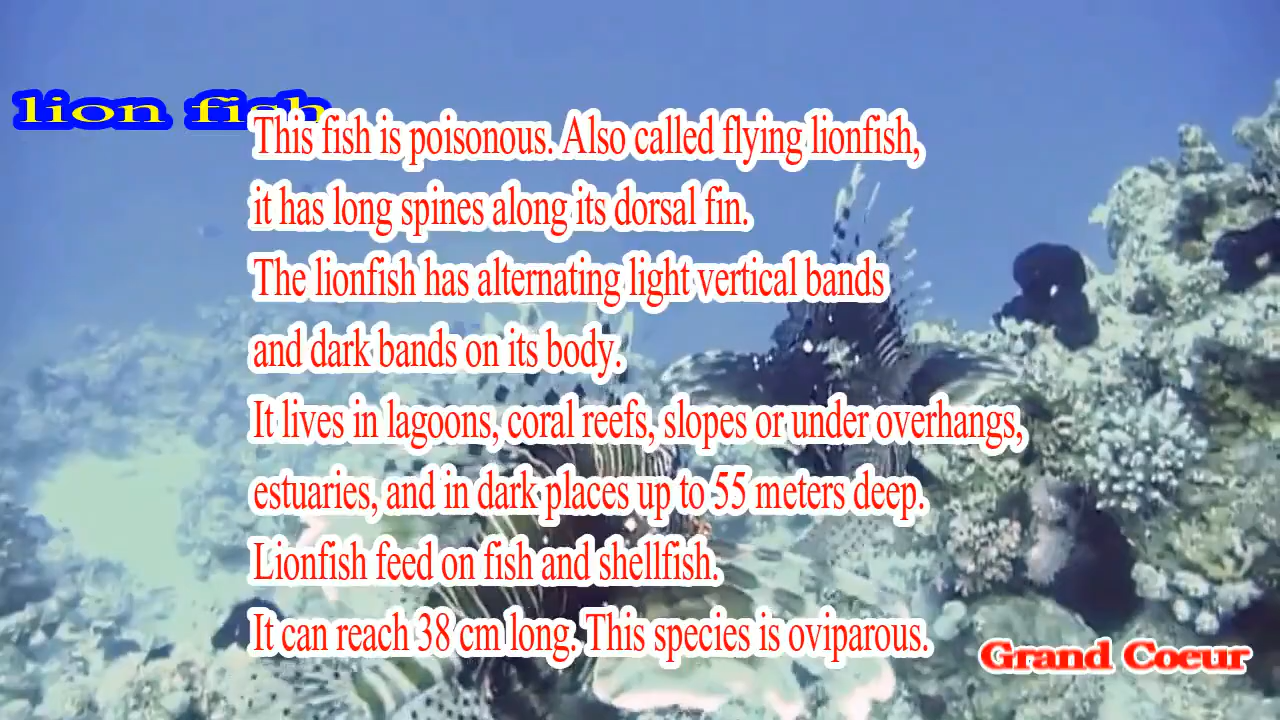 lion fish
This fish is poisonous. Also called flying lionfish,
it has long spines along its dorsal fin.
The lionfish has alternating light vertical bands
and dark bands on its body.
It lives in lagoons, coral reefs, slopes or under overhangs,
estuaries, and in dark places up to 55 meters deep.
Lionfish feed on fish and shellfish.
It can reach 38 cm long. This species is oviparous.
Grand Coeur